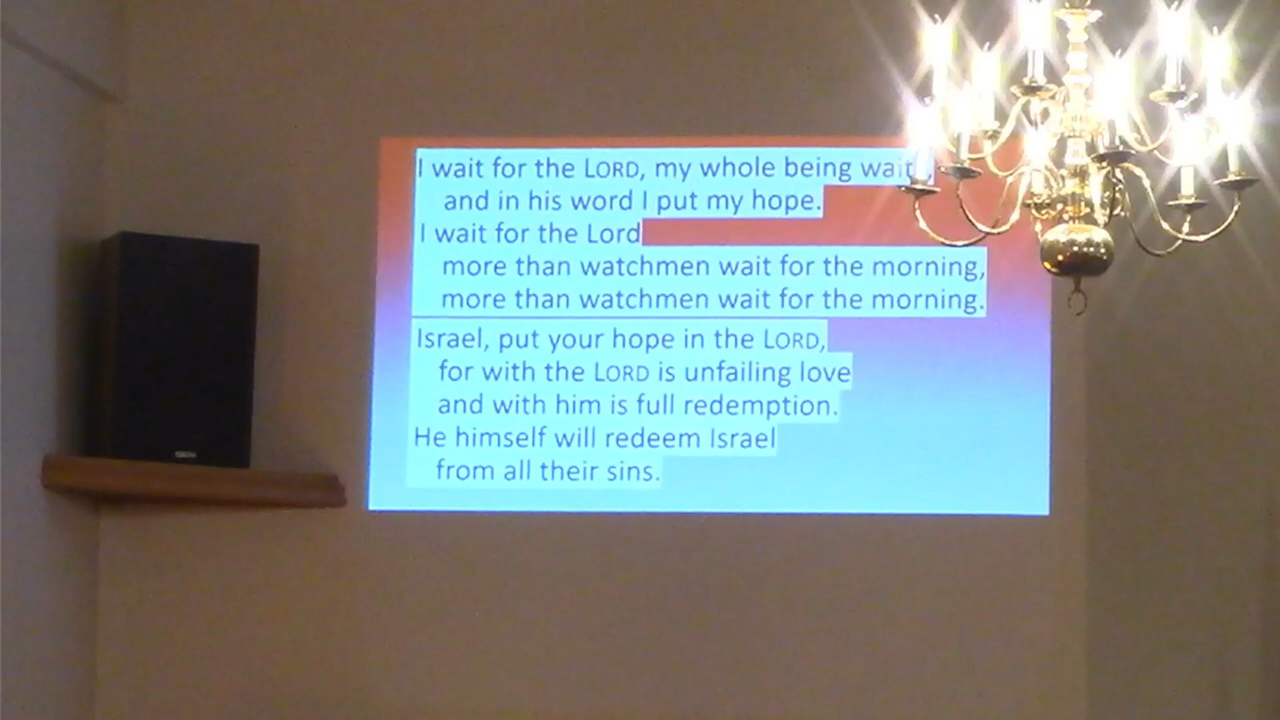 I wait for the LORD, my whole being waits,
and in his word I put my hope.
I wait for the Lord
more than watchmen wait for the morning,
more than watchmen wait for the morning.
Israel, put your hope in the LORD,
for with the LORD is unfailing love
and with him is full redemption.
He himself will redeem Israel
from all their sins.